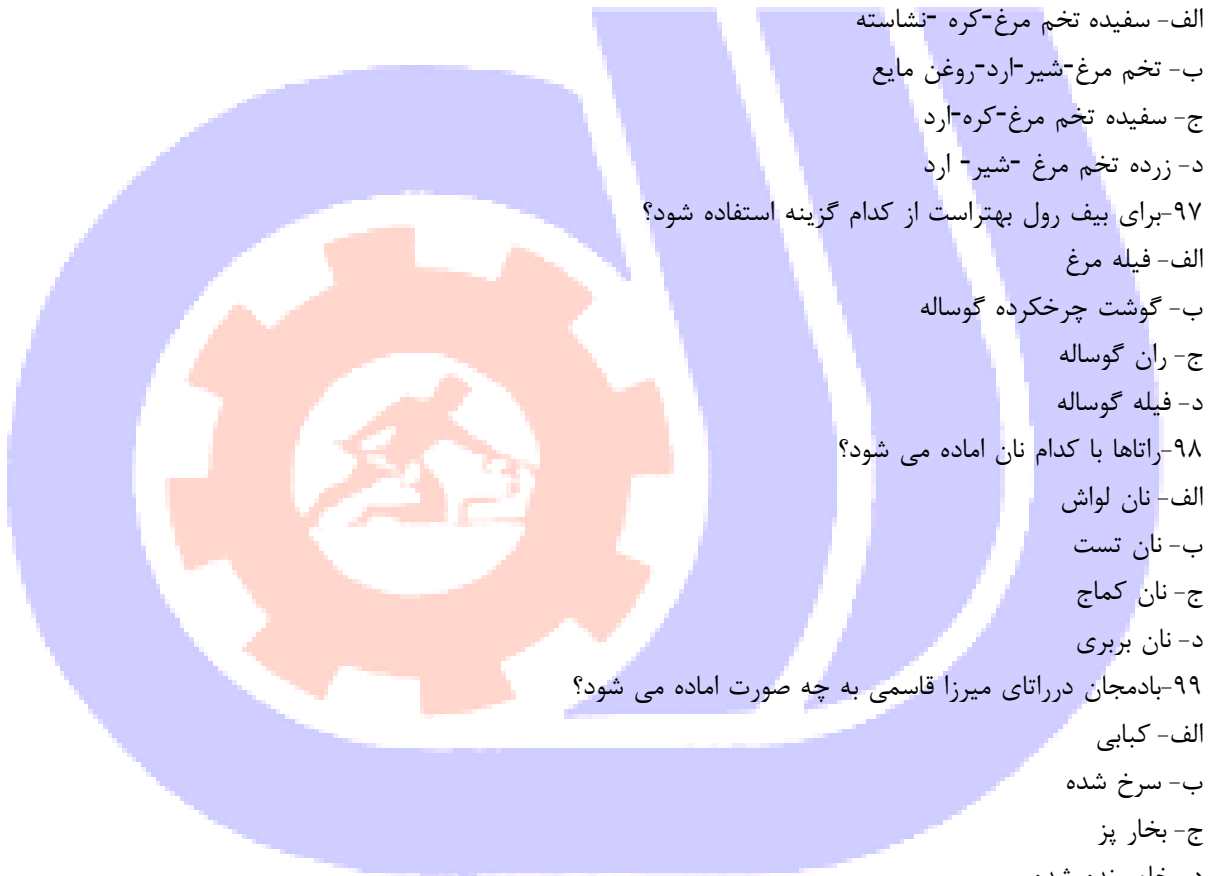 الف- سفیده تخم مرغ-کره -نشاسته
ب- تخم مرغ-شیر-ارد-روغن مایع
ج- سفیده تخم مرغ-کره-ارد
د- زرده تخم مرغ -شیر- ارد
۹۷-برای بیف رول بهتراست از کدام گزینه استفاده شود؟
الف- فیله مرغ
ب- گوشت چرخکرده گوساله
ج- ران گوساله
د- فیله گوساله
۹۸-راتاها با کدام نان اماده می شود؟
الف- نان لواش
ب- نان تست
ج- نان کماج
د- نان بربری
۹۹-بادمجان درراتای میرزا قاسمی به چه صورت اماده می شود؟
الف- کبابی
ب- سرخ شده
ج- بخار پز